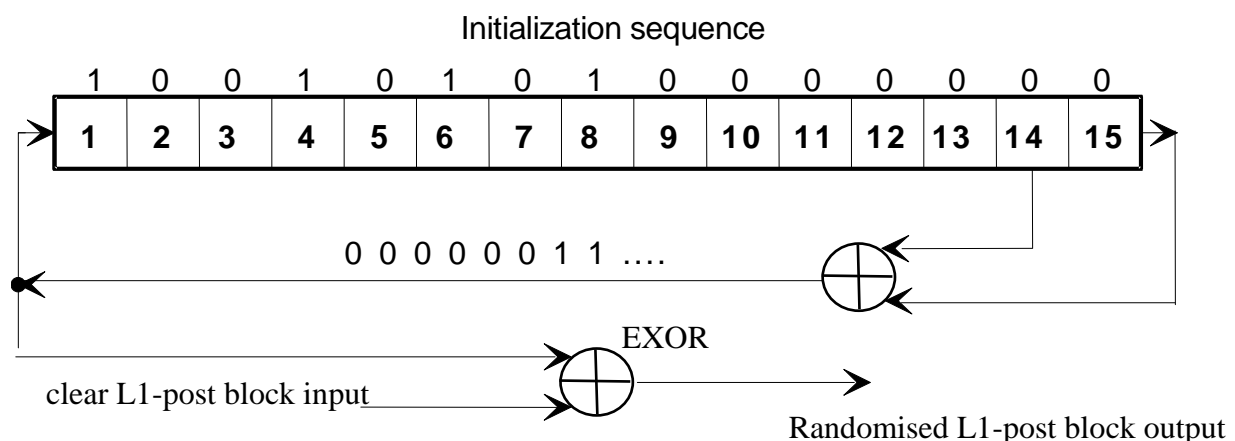 Initialization sequence
1 0 0 1 0 1 0 1 0 0 0 0 0 0 0
1 2 3 4 5 6 7 8 9 10 11 12 13 14 15
0 0 0 0 0 0 1 1 ....
EXOR
clear L1-post block input
Randomised L1-post block output